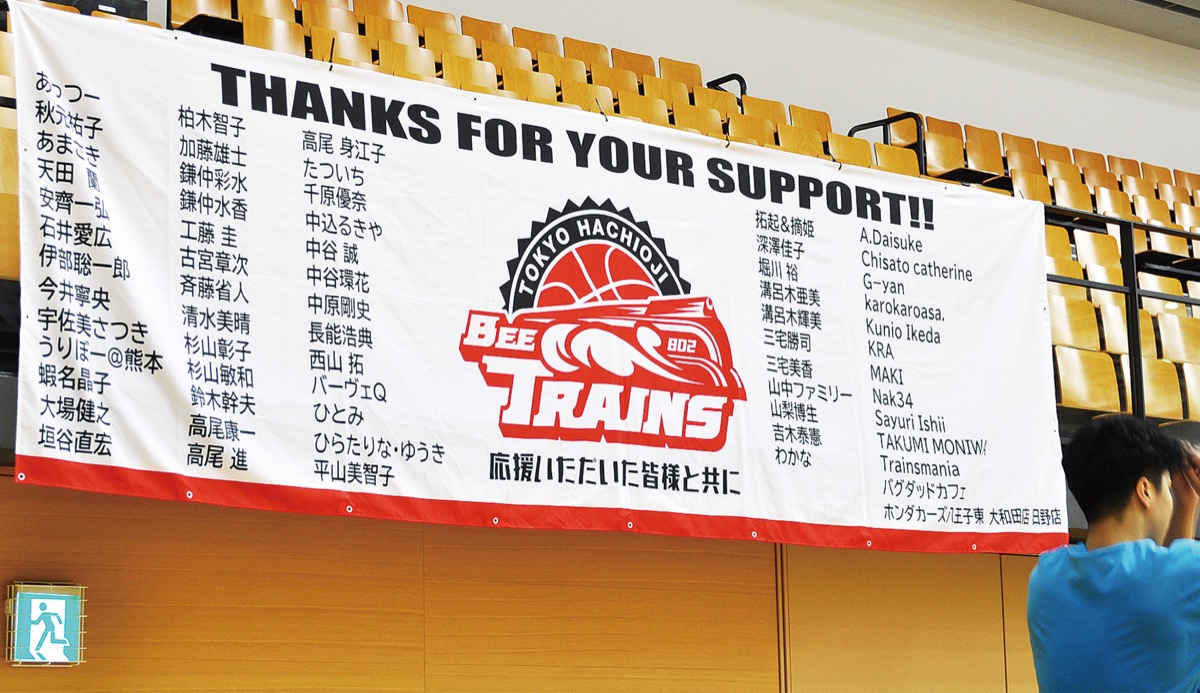 THANKS FOR YOUR SUPPORT!!
あっつー
秋元祐子
あまさき
天田 蘭
安齊一弘
石井愛広
伊部聡一郎
今井寧央
宇佐美さつき
うりぼー@熊本
蝦名晶子
大場健之
垣谷直宏
柏木智子
加藤雄士
鎌仲彩水
鎌仲水香
工藤 圭
古宮章次
斉藤省人
清水美晴
杉山彰子
杉山敏和
鈴木幹夫
高尾康一
高尾 進
高尾 身江子
たついち
千原優奈
中込るきや
中谷 誠
中谷環花
中原剛史
長能浩典
西山 拓
バーヴェQ
ひとみ
ひらたりな・ゆうき
平山美智子
TOKYO HACHIOJI
BEE
802
TRAINS
応援いただいた皆様と共に
拓起&摘姫
深澤佳子
堀川 裕
溝呂木亜美
溝呂木輝美
三宅勝司
三宅美香
山中ファミリー
山梨博生
吉木泰憲
わかな
A.Daisuke
Chisato catherine
G-yan
karokaroasa.
Kunio Ikeda
KRA
MAKI
Nak34
Sayuri Ishii
TAKUMI
Trainsmania
バグダッドカフェ
ホンダカーズ八王子東 大和田店 日野店